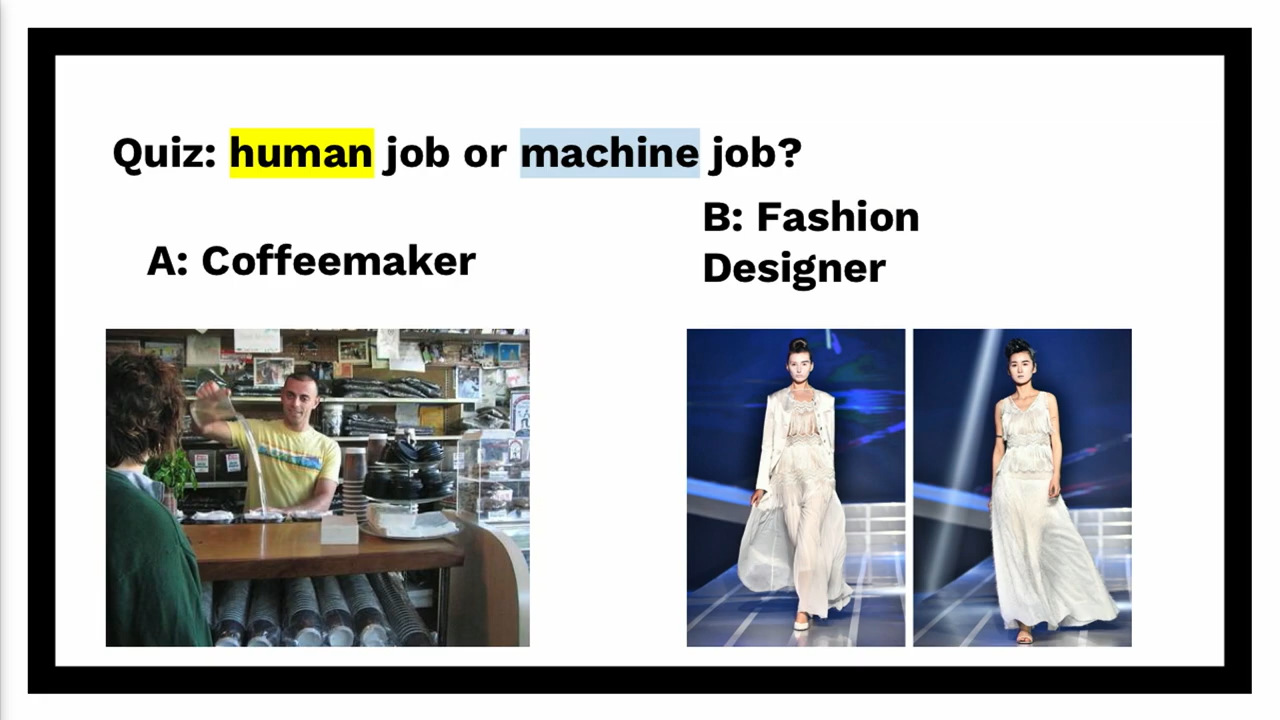 Quiz: human job or machine job?
A: Coffeemaker
B: Fashion
Designer